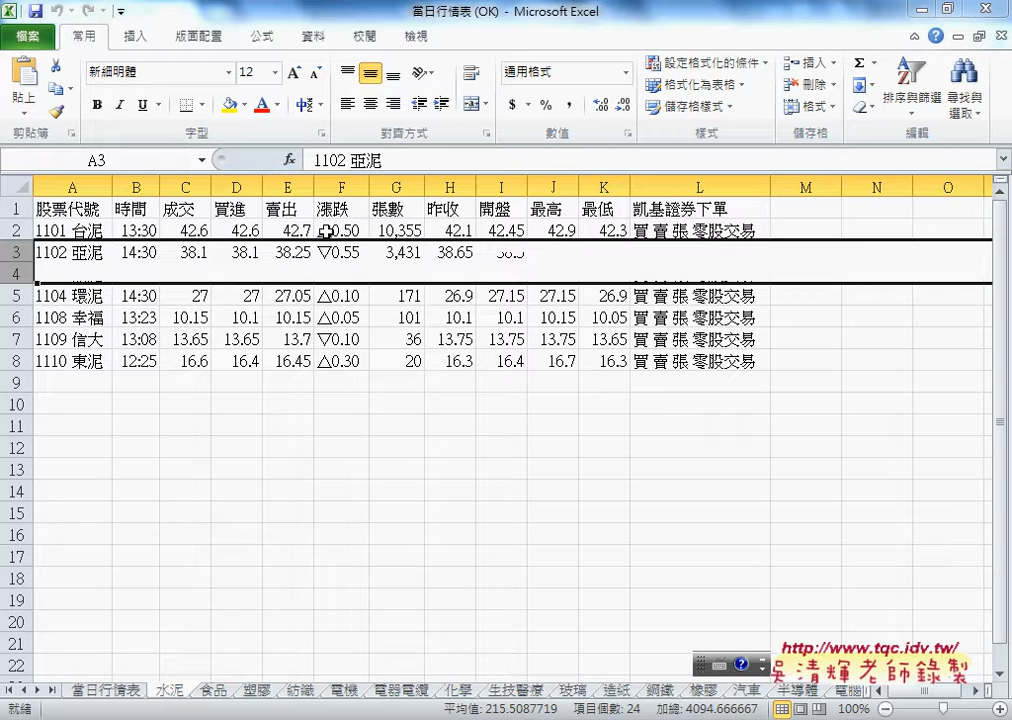 當日行情表 (OK) - Microsoft Excel
檔案 常用 插入 版面配置 公式 資料 校閱 檢視
貼上 新細明體 12 通用格式 設定格式化的條件 格式化為表格 儲存格樣式 插入 刪除 格式 排序與篩選 尋找與選取
B I U A 中 $ % ,
剪貼簿 字型 對齊方式 數值 樣式 儲存格 編輯
A3 fx 1102 亞泥
A B C D E F G H I J K L M N O
1 股票代號 時間 成交 買進 賣出 漲跌 張數 昨收 開盤 最高 最低 凱基證券下單
2 1101 台泥 13:30 42.6 42.6 42.7 △0.50 10,355 42.1 42.45 42.9 42.3 買 賣 張 零股交易
3 1102 亞泥 14:30 38.1 38.1 38.25 ▽0.55 3,431 38.65
4
5 1104 環泥 14:30 27 27 27.05 △0.10 171 26.9 27.15 27.15 26.9 買 賣 張 零股交易
6 1108 幸福 13:23 10.15 10.1 10.15 △0.05 101 10.1 10.1 10.15 10.05 買 賣 張 零股交易
7 1109 信大 13:08 13.65 13.65 13.7 ▽0.10 36 13.75 13.75 13.75 13.65 買 賣 張 零股交易
8 1110 東泥 12:25 16.6 16.4 16.45 △0.30 20 16.3 16.4 16.7 16.3 買 賣 張 零股交易
9
10
11
12
13
14
15
16
17
18
19
20
21
22
http://www.tqc.idv.tw/
吳清輝老師錄製
當日行情表 水泥 食品 塑膠 紡織 電機 電器電纜 化學 生技醫療 玻璃 造紙 鋼鐵 橡膠 汽車 半導體 電腦
就緒 平均值: 215.5087719 項目個數: 24 加總: 4094.666667 100%